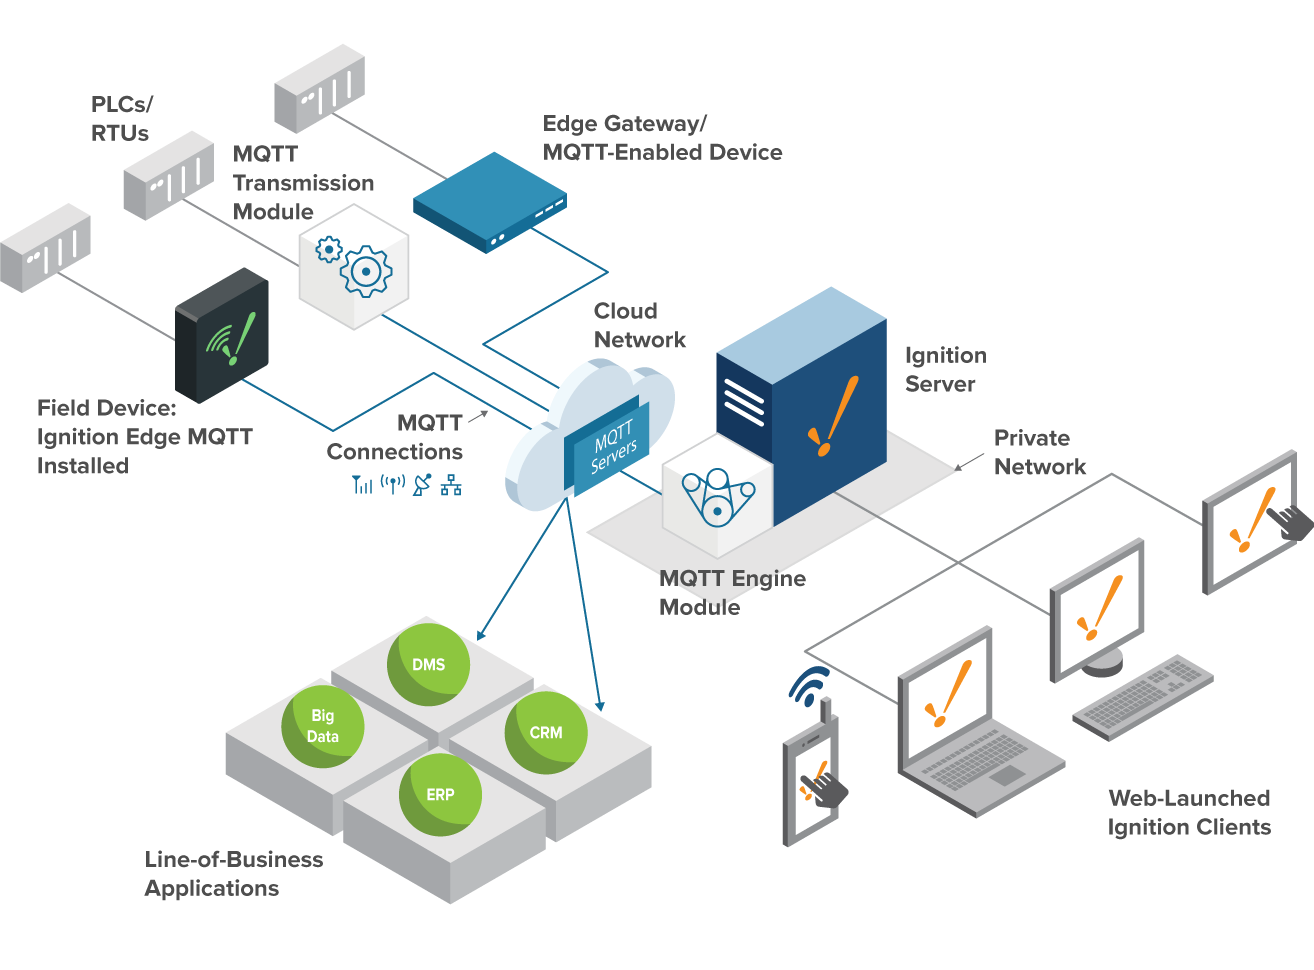 PLCs/
RTUs
MQTT
Transmission
Module
Edge Gateway/
MQTT-Enabled Device
Cloud
Network
Ignition
Server
Field Device:
Ignition Edge MQTT
Installed
MQTT
Connections
MQTT
Servers
Private
Network
MQTT Engine
Module
DMS
Big
Data
CRM
ERP
Line-of-Business
Applications
Web-Launched
Ignition Clients